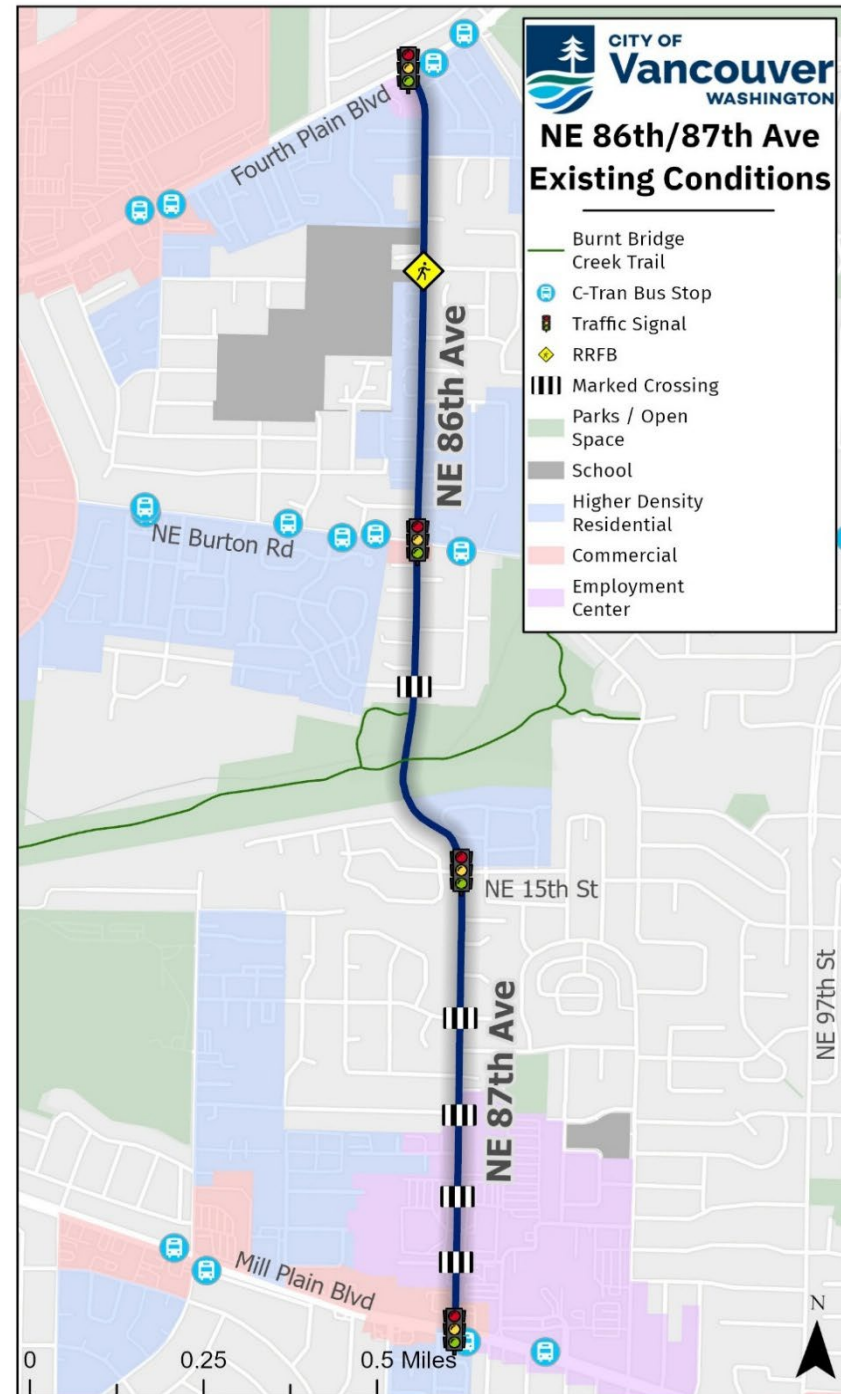 CITY OF
Vancouver
WASHINGTON
NE 86th/87th Ave
Existing Conditions
Burnt Bridge
Creek Trail
C-Tran Bus Stop
Traffic Signal
RRFB
Marked Crossing
Parks / Open
Space
School
Higher Density
Residential
Commercial
Employment
Center
Fourth Plain Blvd
NE 86th Ave
NE Burton Rd
NE 15th St
NE 87th Ave
NE 97th St
Mill Plain Blvd
N
0 0.25 0.5 Miles